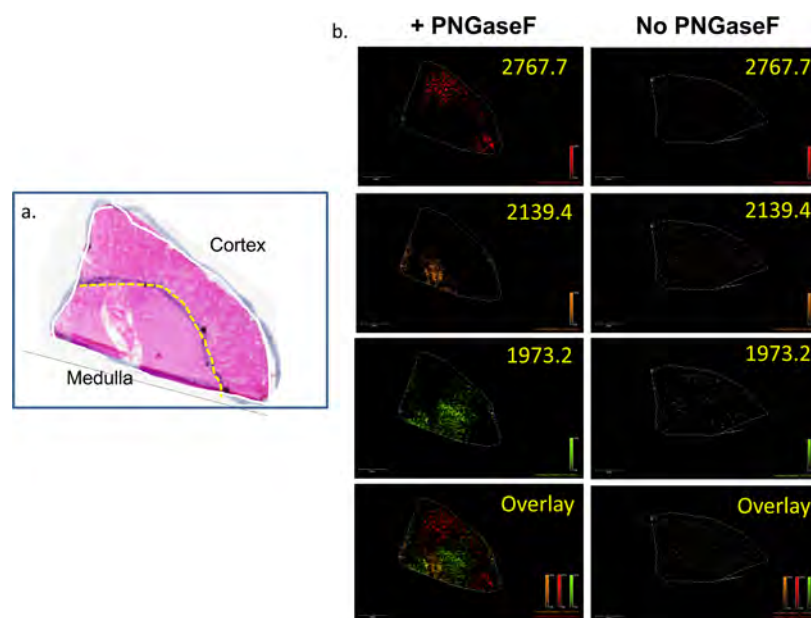 b.
+ PNGaseF
No PNGaseF
2767.7
2767.7
2139.4
2139.4
a.
Cortex
Medulla
1973.2
1973.2
Overlay
Overlay